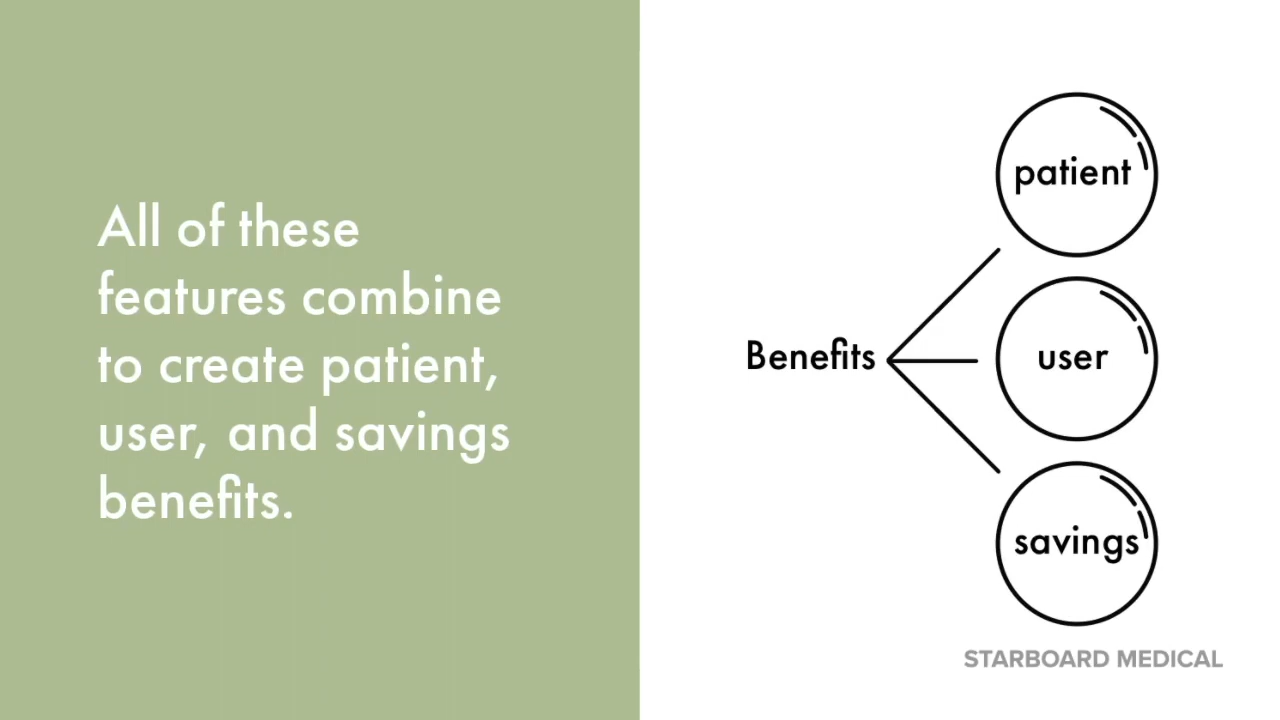 All of these
features combine
to create patient,
user, and savings
benefits.
Benefits
patient
user
savings
STARBOARD MEDICAL